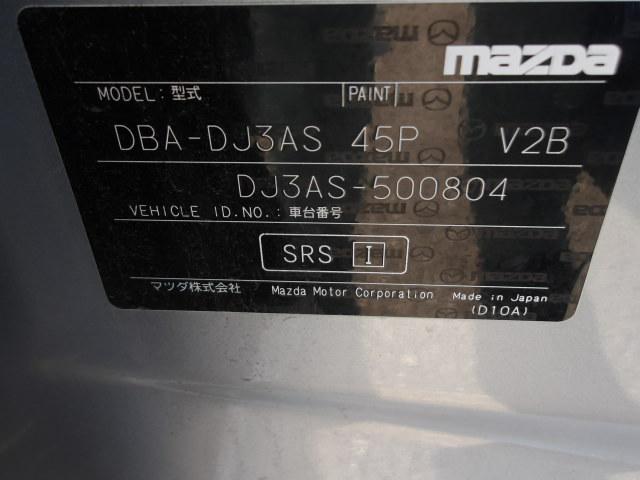 mazda
MODEL : 型式 PAINT
DBA-DJ3AS 45P V2B
DJ3AS-500804
VEHICLE ID.NO. : 車台番号
SRS I
マツダ株式会社 Mazda Motor Corporation Made in Japan
(D10A)